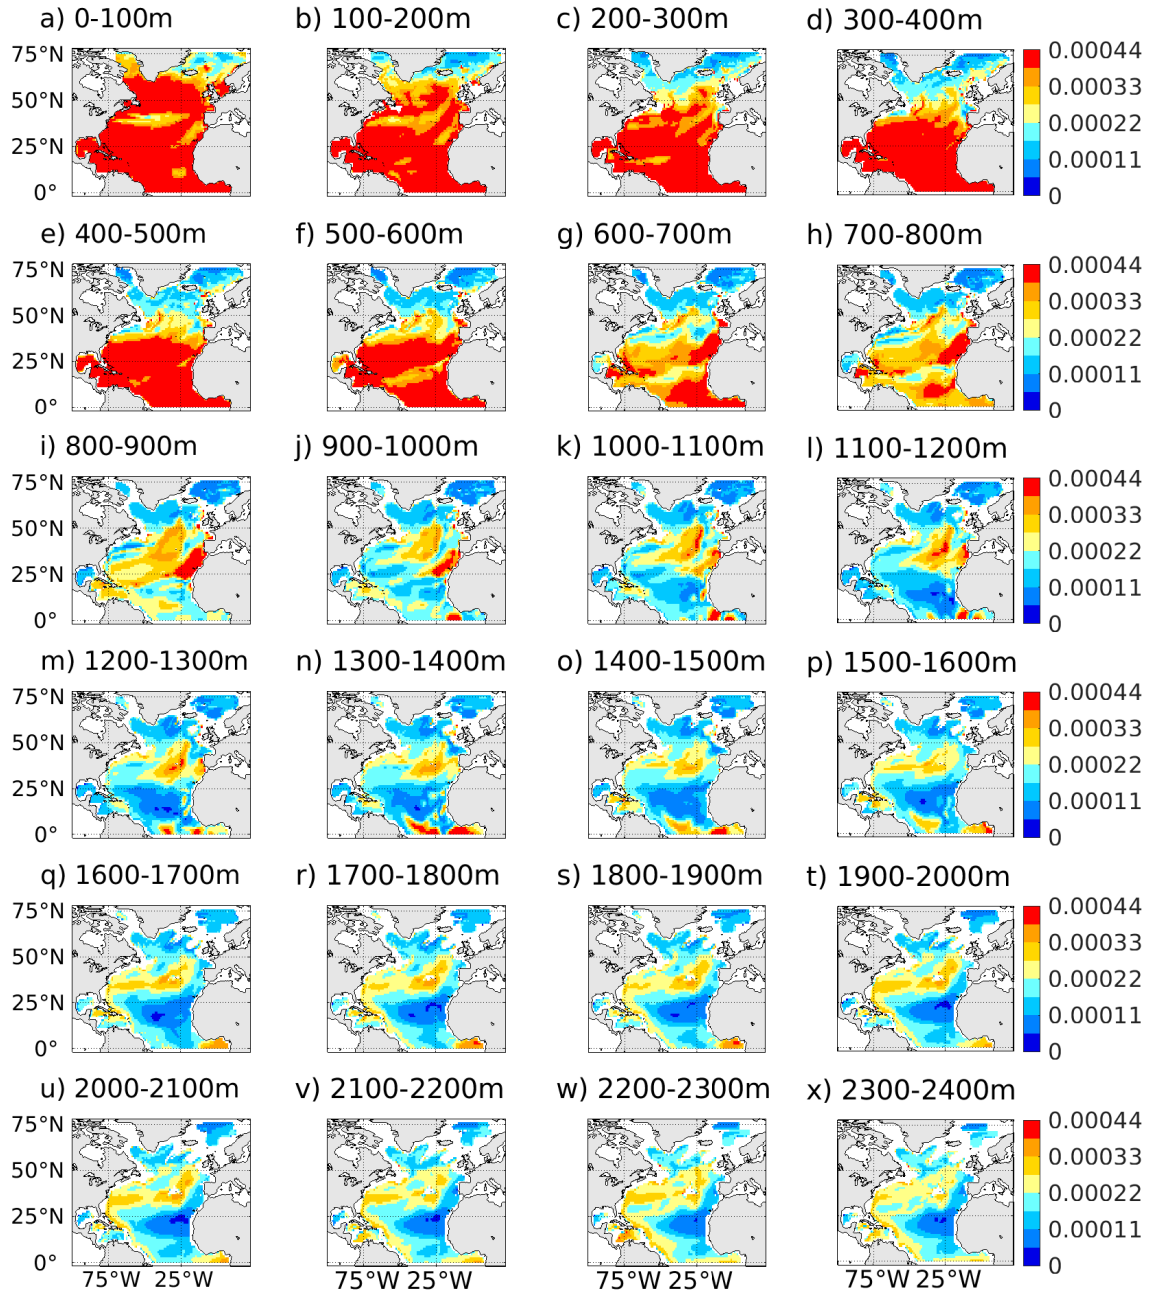 a) 0-100m b) 100-200m c) 200-300m d) 300-400m
75°N 0.00044
50°N 0.00033
0.00022
25°N 0.00011
0° 0
e) 400-500m f) 500-600m g) 600-700m h) 700-800m
75°N 0.00044
50°N 0.00033
0.00022
25°N 0.00011
0° 0
i) 800-900m j) 900-1000m k) 1000-1100m l) 1100-1200m
75°N 0.00044
50°N 0.00033
0.00022
25°N 0.00011
0° 0
m) 1200-1300m n) 1300-1400m o) 1400-1500m p) 1500-1600m
75°N 0.00044
50°N 0.00033
0.00022
25°N 0.00011
0° 0
q) 1600-1700m r) 1700-1800m s) 1800-1900m t) 1900-2000m
75°N 0.00044
50°N 0.00033
0.00022
25°N 0.00011
0° 0
u) 2000-2100m v) 2100-2200m w) 2200-2300m x) 2300-2400m
75°N 0.00044
50°N 0.00033
0.00022
25°N 0.00011
0° 0
75°W 25°W 75°W 25°W 75°W 25°W 75°W 25°W